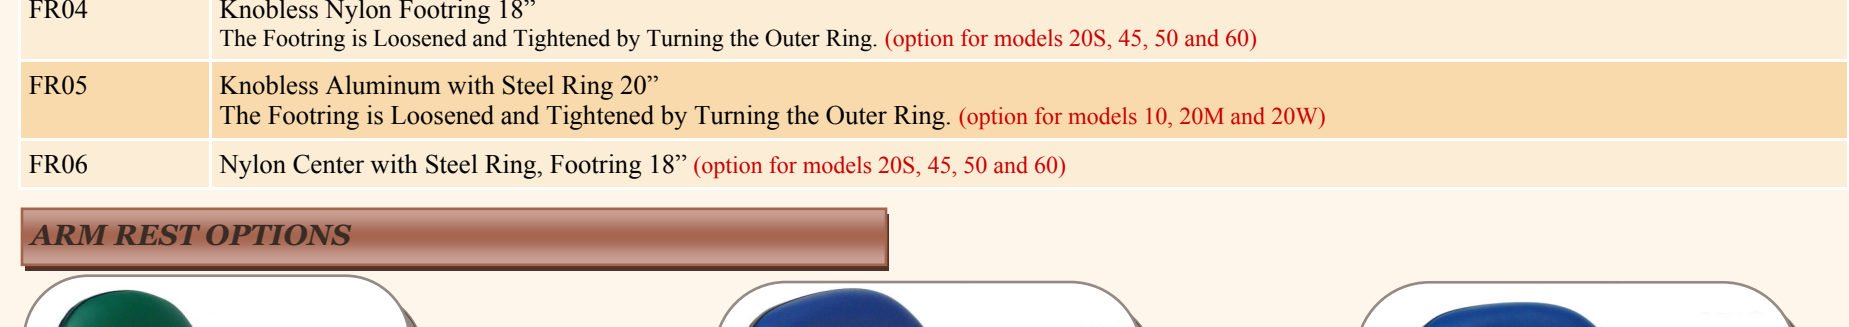 FR04
Knobless Nylon Footring 18”
The Footring is Loosened and Tightened by Turning the Outer Ring. (option for models 20S, 45, 50 and 60)
FR05
Knobless Aluminum with Steel Ring 20”
The Footring is Loosened and Tightened by Turning the Outer Ring. (option for models 10, 20M and 20W)
FR06
Nylon Center with Steel Ring, Footring 18” (option for models 20S, 45, 50 and 60)
ARM REST OPTIONS